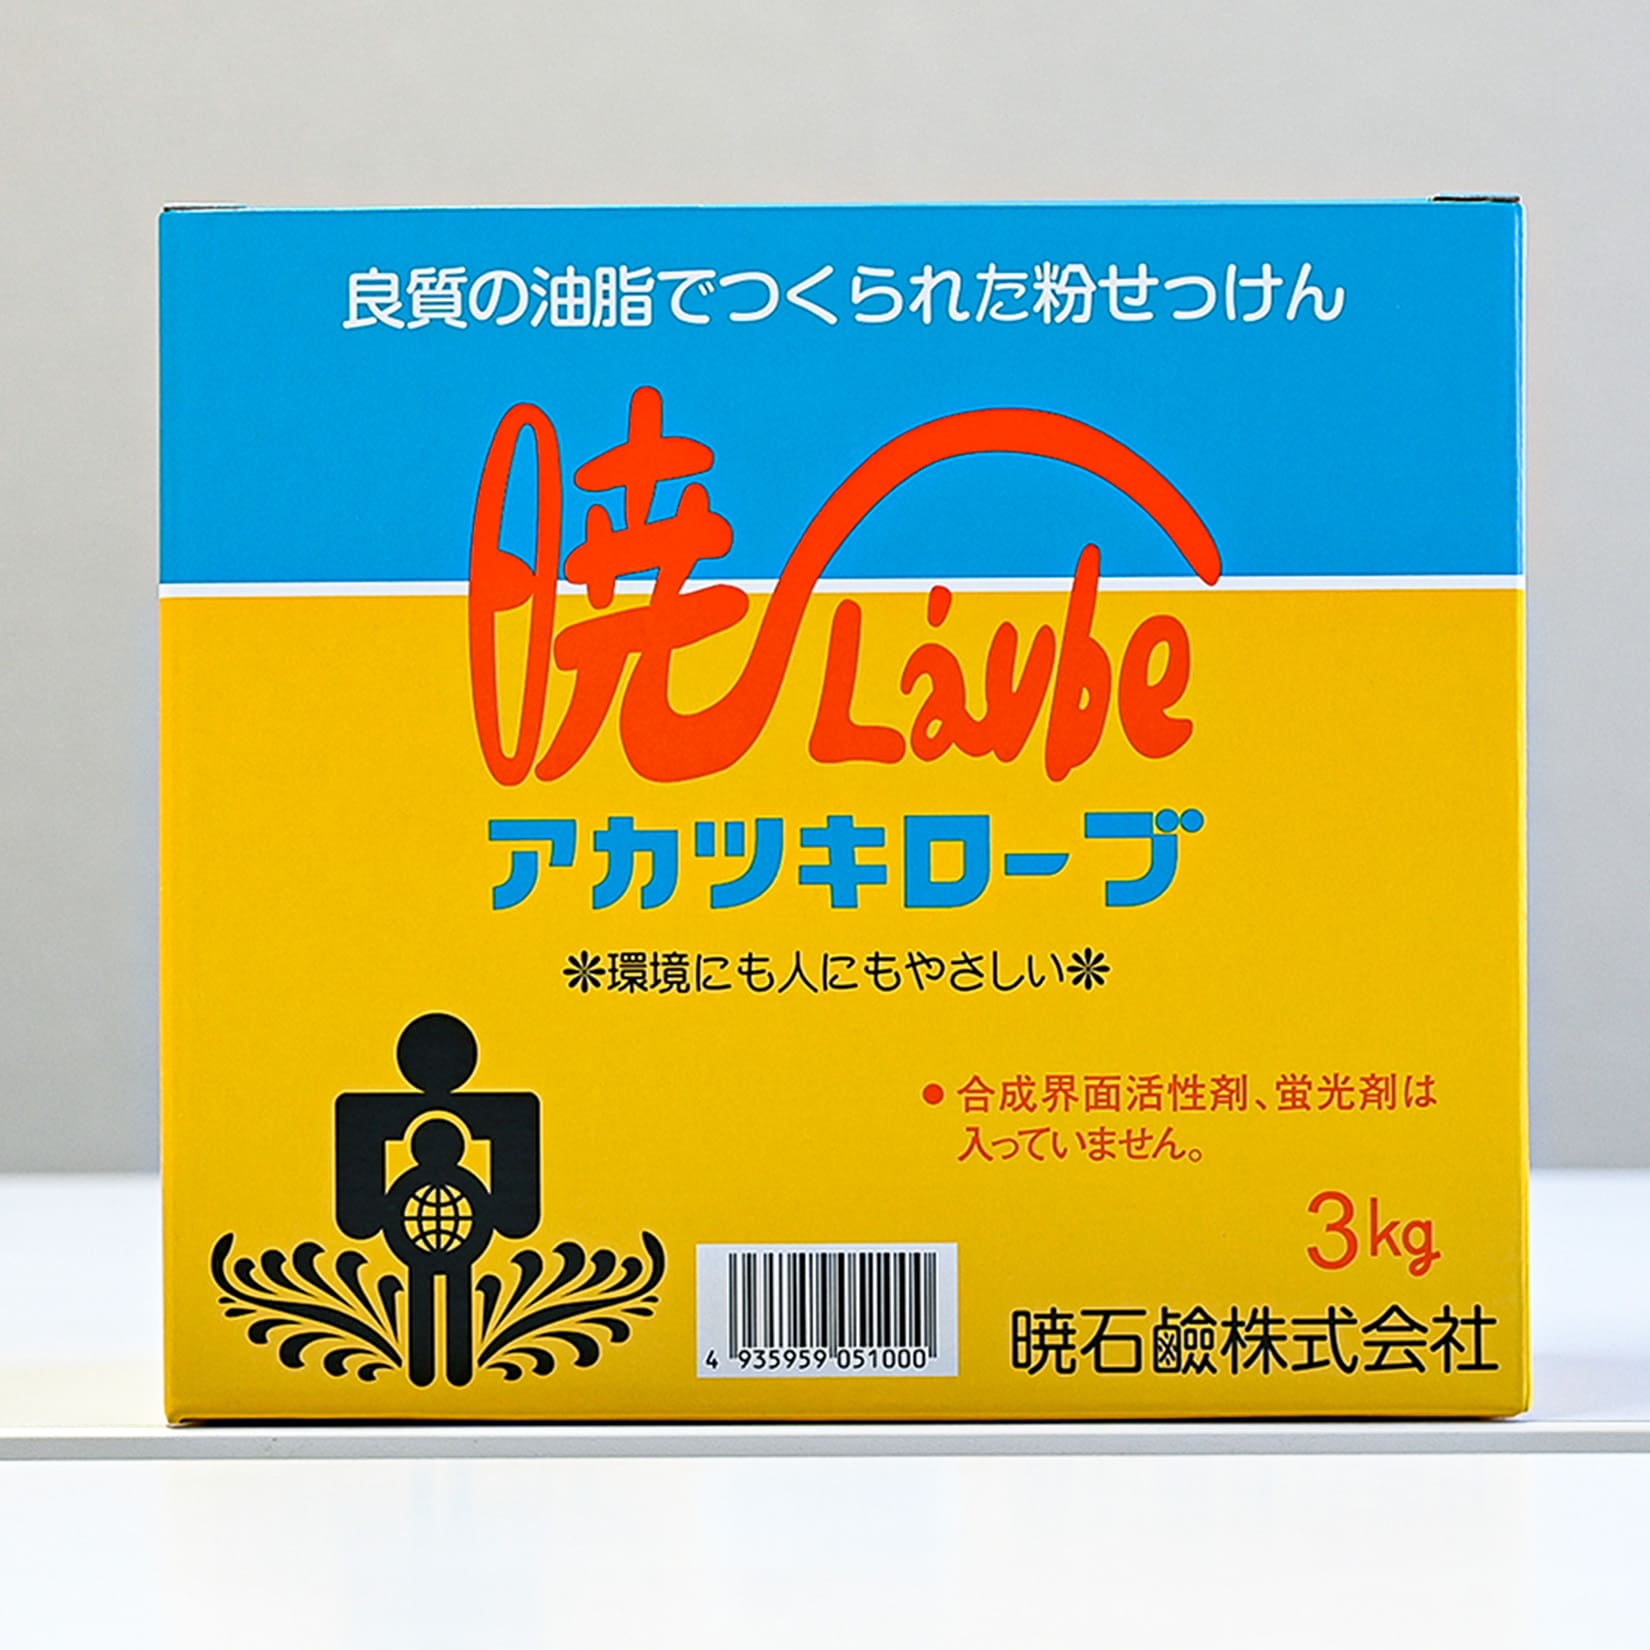 良質の油脂でつくられた粉せっけん
暁 Laube
アカツキローブ
＊環境にも人にもやさしい＊
●合成界面活性剤、蛍光剤は
入っていません。
3kg
4 935959 051000
暁石鹼株式会社